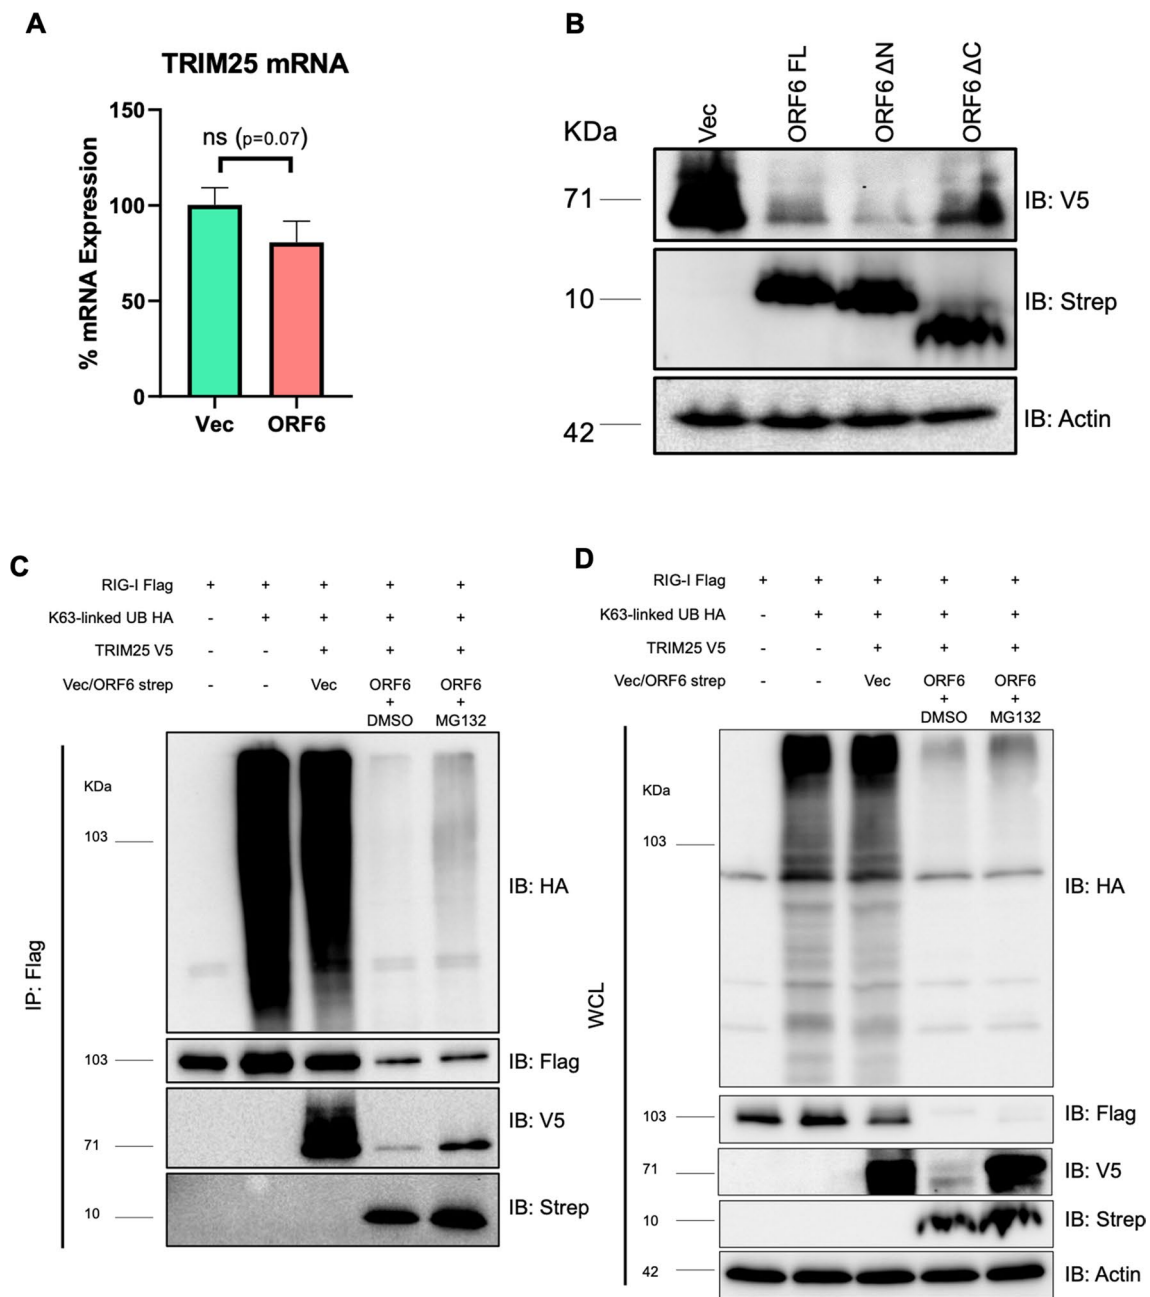 A
TRIM25 mRNA
% mRNA Expression
150
100
50
0
ns (p=0.07)
Vec ORF6
B
KDa
Vec
ORF6 FL
ORF6 ΔN
ORF6 ΔC
71 IB: V5
10 IB: Strep
42 IB: Actin
C
RIG-I Flag + + + + +
K63-linked UB HA - + + + +
TRIM25 V5 - - + + +
Vec/ORF6 strep - - Vec ORF6 ORF6
+ +
DMSO MG132
IP: Flag
KDa
103
IB: HA
103 IB: Flag
IB: V5
71
10 IB: Strep
D
RIG-I Flag + + + + +
K63-linked UB HA - + + + +
TRIM25 V5 - - + + +
Vec/ORF6 strep - - Vec ORF6 ORF6
+ +
DMSO MG132
WCL
KDa
103
IB: HA
103 IB: Flag
71 IB: V5
10 IB: Strep
42 IB: Actin